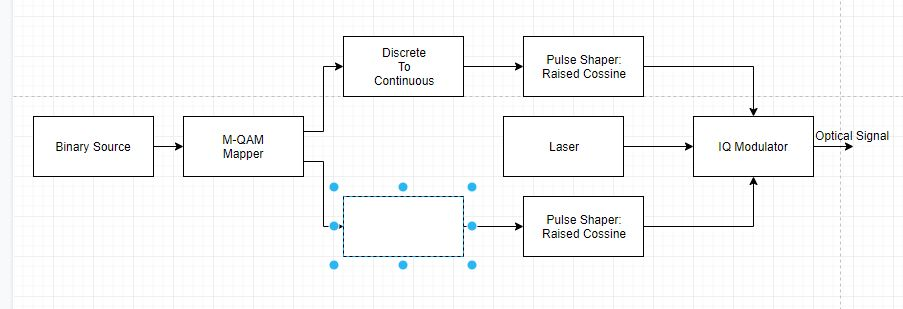 Discrete
To
Continuous
Pulse Shaper:
Raised Cossine
Binary Source
M-QAM
Mapper
Laser
IQ Modulator
Optical Signal
Pulse Shaper:
Raised Cossine